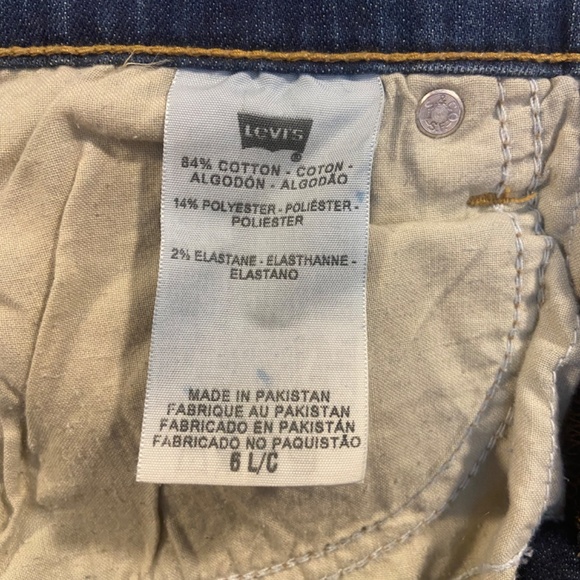 Levi's
®
84% COTTON - COTON -
ALGODÓN - ALGODÃO
14% POLYESTER - POLIÉSTER -
POLIESTER
2% ELASTANE - ELASTHANNE -
ELASTANO
MADE IN PAKISTAN
FABRIQUE AU PAKISTAN
FABRICADO EN PAKISTÁN
FABRICADO NO PAQUISTÃO
6 L/C